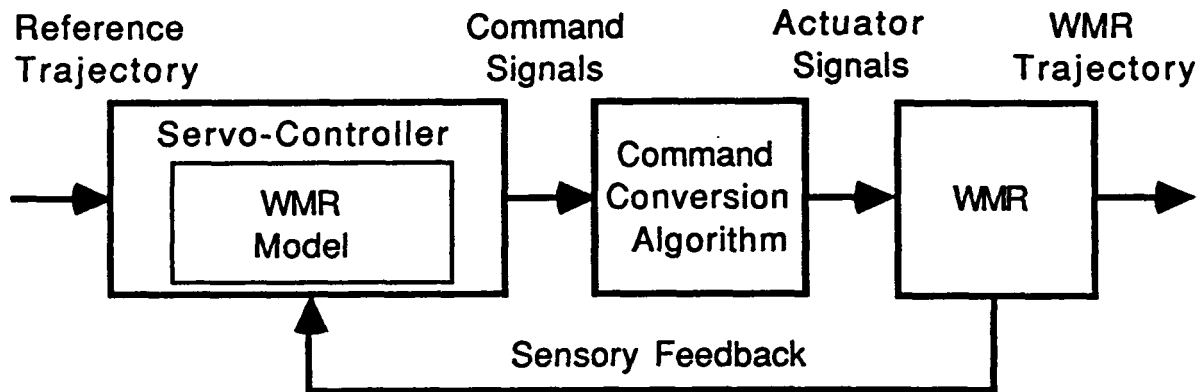 Reference
Trajectory
Command
Signals
Actuator
Signals
WMR
Trajectory
Servo-Controller
WMR
Model
Command
Conversion
Algorithm
WMR
Sensory Feedback